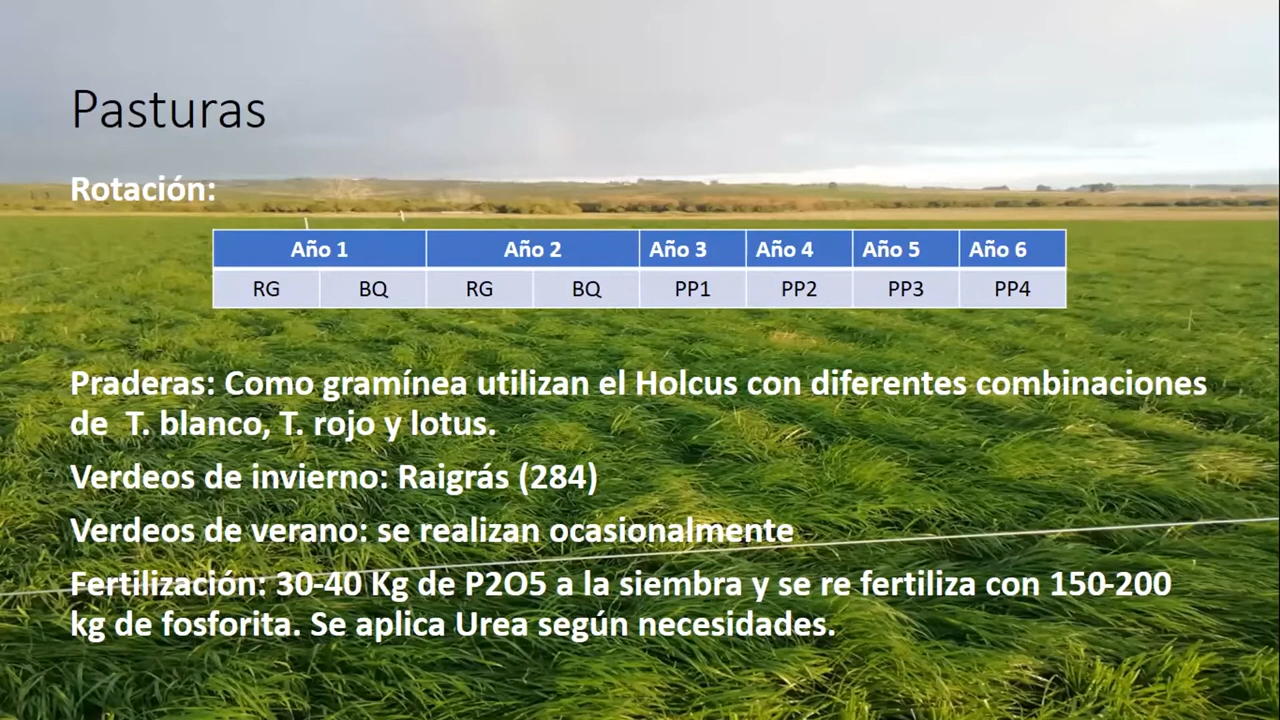 Pasturas
Rotación:
Año 1 Año 2 Año 3 Año 4 Año 5 Año 6
RG BQ RG BQ PP1 PP2 PP3 PP4
Praderas: Como gramínea utilizan el Holcus con diferentes combinaciones
de T. blanco, T. rojo y lotus.
Verdeos de invierno: Raigrás (284)
Verdeos de verano: se realizan ocasionalmente
Fertilización: 30-40 Kg de P2O5 a la siembra y se re fertiliza con 150-200
kg de fosforita. Se aplica Urea según necesidades.